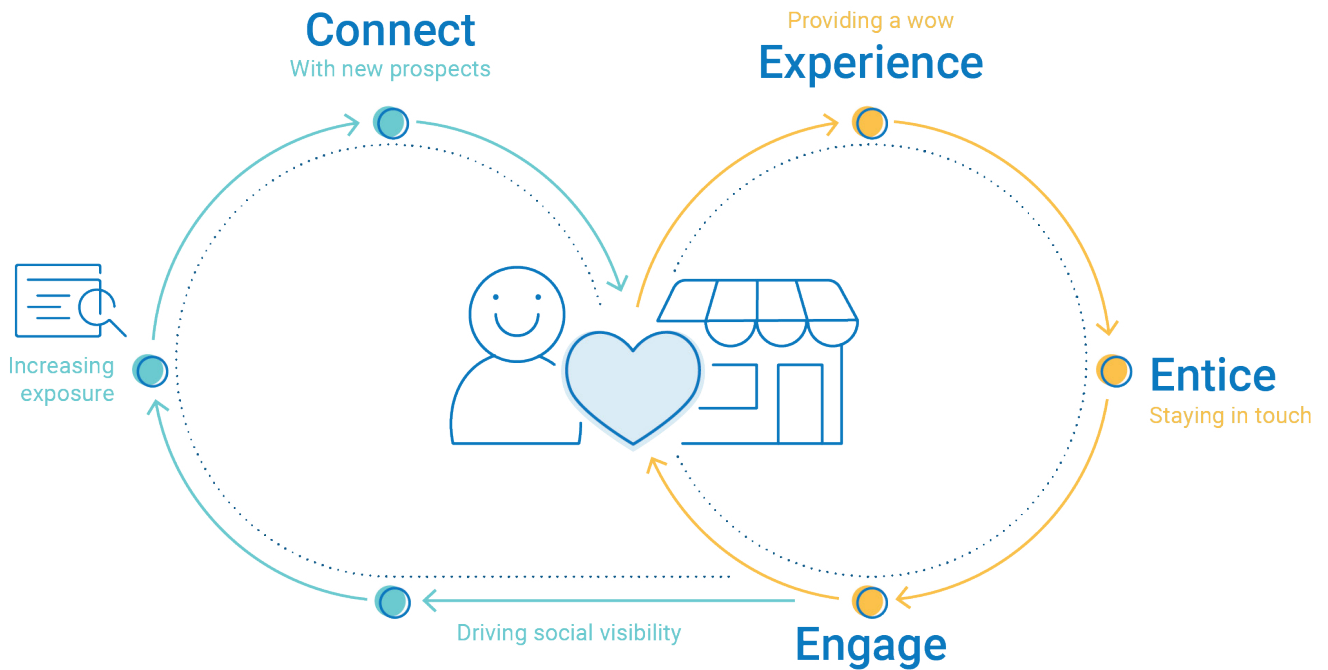 Connect
With new prospects
Providing a wow
Experience
Increasing
exposure
Entice
Staying in touch
Driving social visibility
Engage